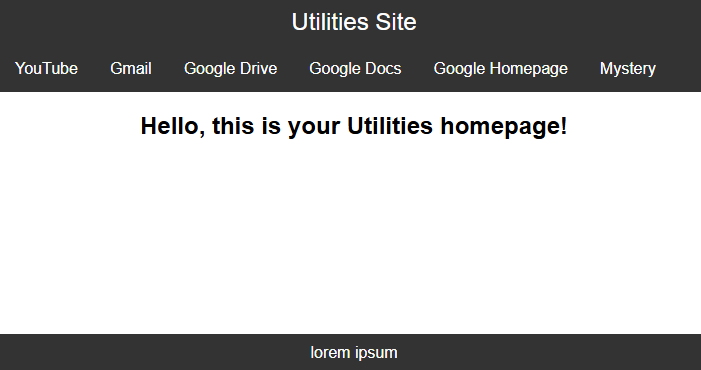 Utilities Site
YouTube Gmail Google Drive Google Docs Google Homepage Mystery
Hello, this is your Utilities homepage!
lorem ipsum